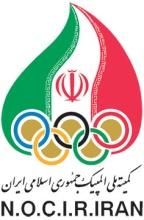 کمیته ملی المپیک جمهوری اسلامی ایران
N.O.C.I.R.IRAN